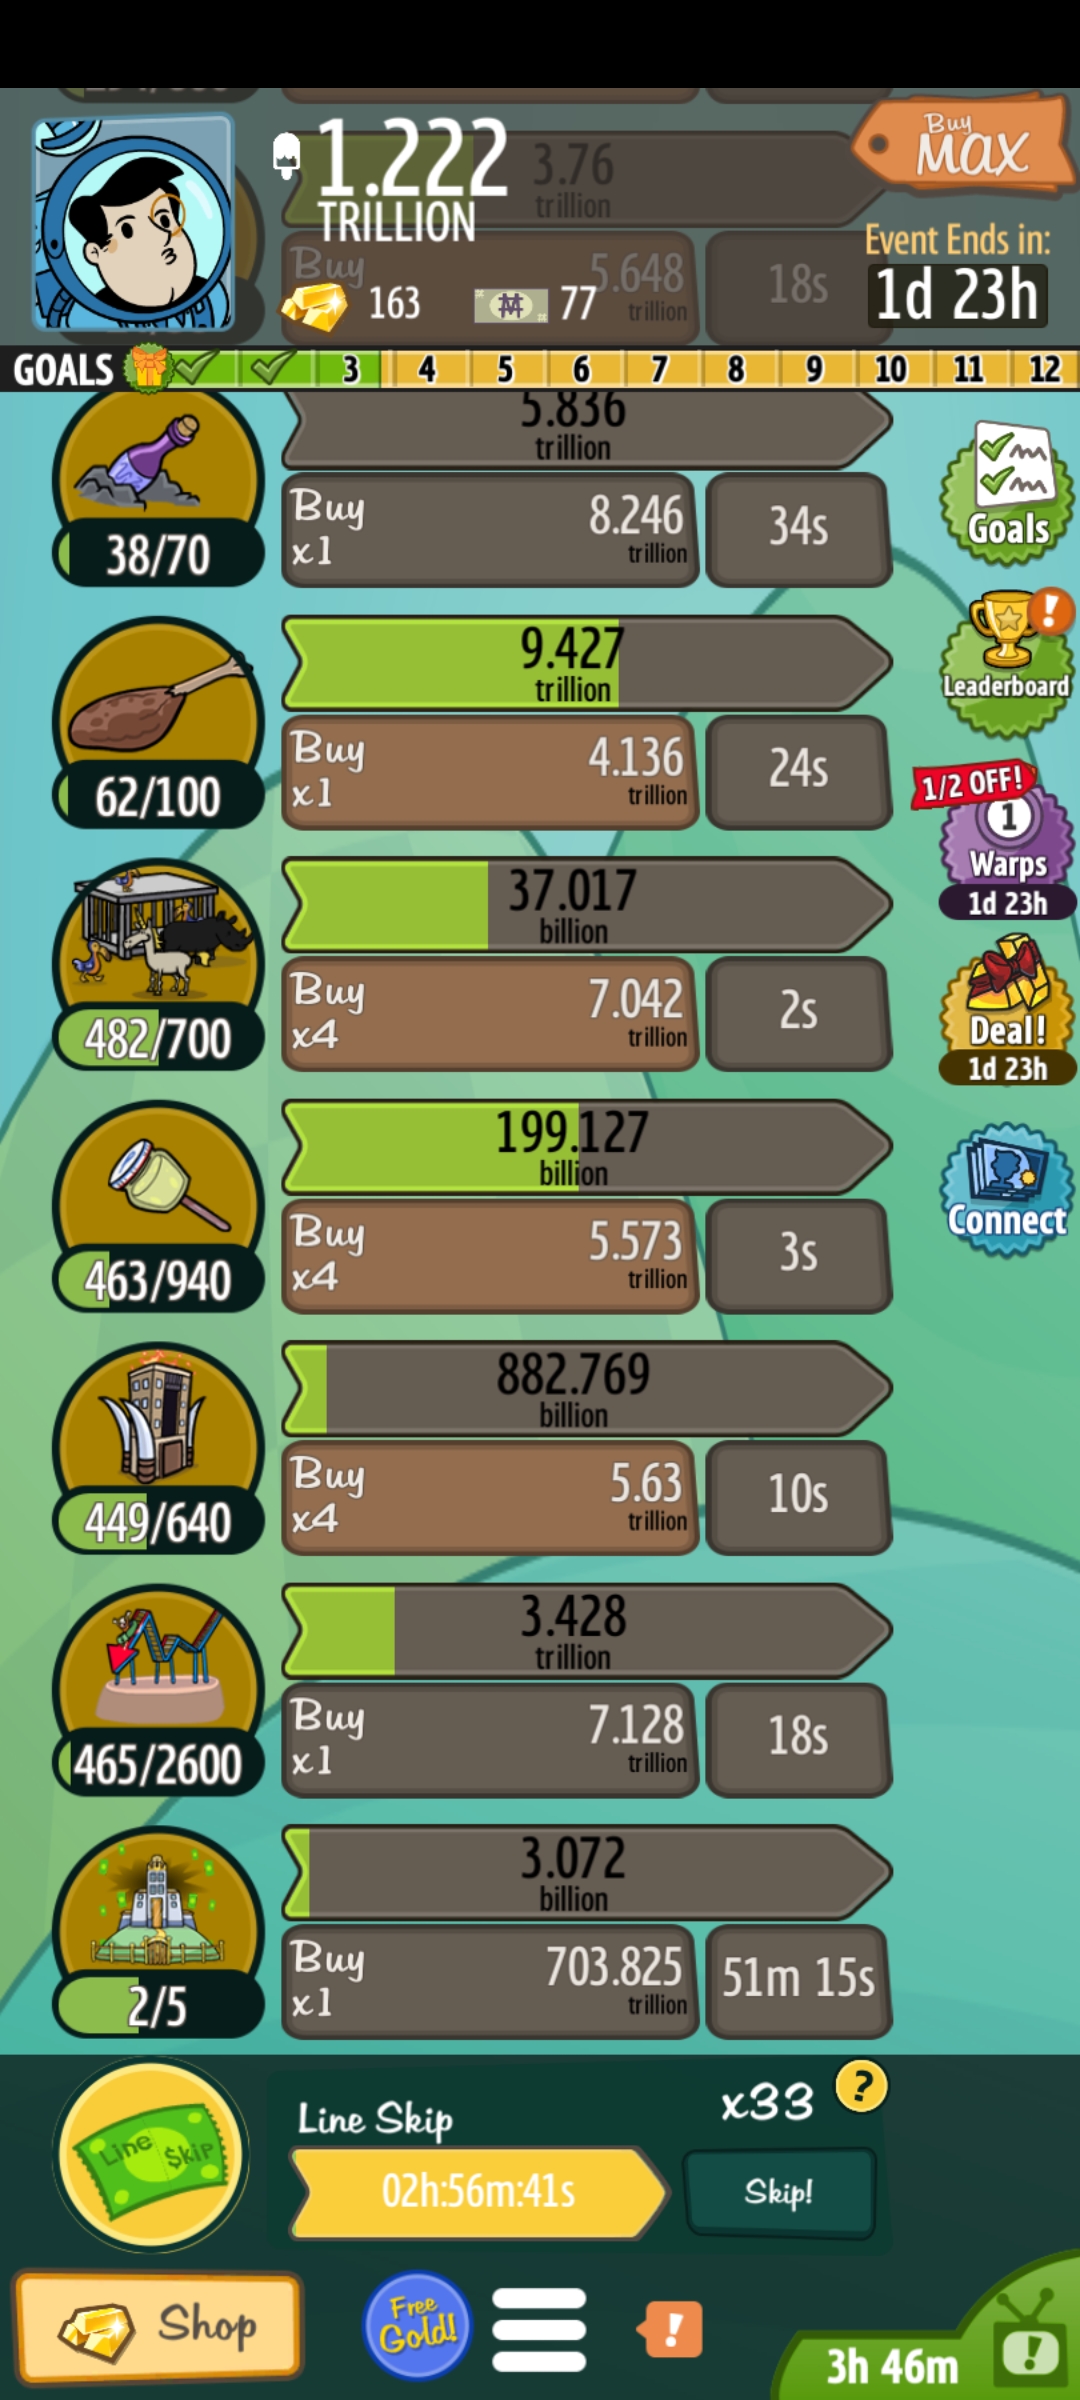 1.222
TRILLION
163
77
Buy
MAX
Event Ends in:
1d 23h
3.76
trillion
Buy
5.648
trillion
18s
GOALS 3 4 5 6 7 8 9 10 11 12
5.836
trillion
38/70
Buy
x1
8.246
trillion
34s
Goals
9.427
trillion
62/100
Buy
x1
4.136
trillion
24s
Leaderboard
1/2 OFF!
1
Warps
1d 23h
37.017
billion
482/700
Buy
x4
7.042
trillion
2s
Deal!
1d 23h
199.127
billion
463/940
Buy
x4
5.573
trillion
3s
Connect
882.769
billion
449/640
Buy
x4
5.63
trillion
10s
3.428
trillion
465/2600
Buy
x1
7.128
trillion
18s
3.072
billion
2/5
Buy
x1
703.825
trillion
51m 15s
Line $kip
Line Skip
x33
?
02h:56m:41s
Skip!
Shop
Free
Gold!
!
3h 46m
!